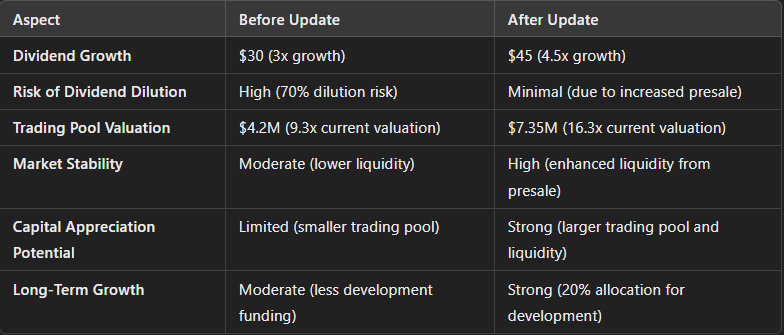 Aspect Before Update After Update
Dividend Growth $30 (3x growth) $45 (4.5x growth)
Risk of Dividend Dilution High (70% dilution risk) Minimal (due to increased presale)
Trading Pool Valuation $4.2M (9.3x current valuation) $7.35M (16.3x current valuation)
Market Stability Moderate (lower liquidity) High (enhanced liquidity from
presale)
Capital Appreciation Limited (smaller trading pool) Strong (larger trading pool and
Potential liquidity)
Long-Term Growth Moderate (less development Strong (20% allocation for
funding) development)